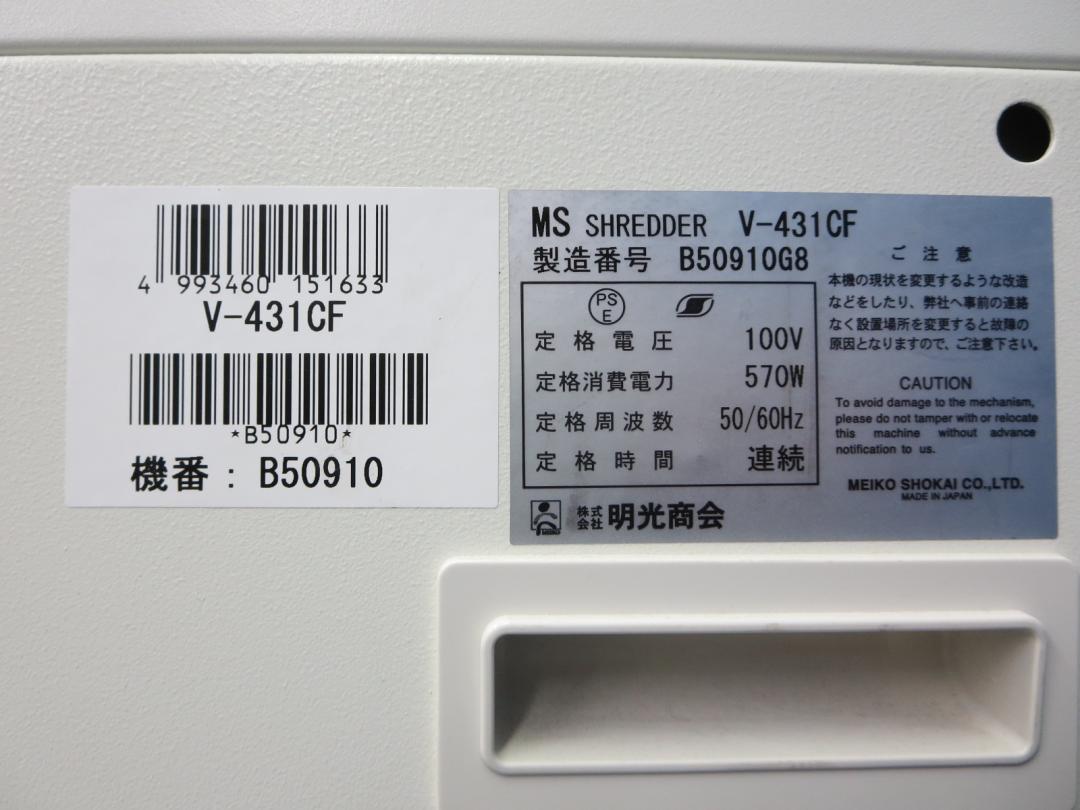 4 993460 151633
V-431CF
*B50910*
機番: B50910
MS SHREDDER V-431CF
製造番号 B50910G8
PS
E
定格電圧 100V
定格消費電力 570W
定格周波数 50/60Hz
定格時間 連続
株式
会社 明光商会
ご注意
本機の現状を変更するような改造
などをしたり、弊社へ事前の連絡
なく設置場所を変更すると故障の
原因となりますので、ご注意下さい。
CAUTION
To avoid damage to the mechanism,
please do not tamper with or relocate
this machine without advance
notification to us.
MEIKO SHOKAI CO.,LTD.
MADE IN JAPAN